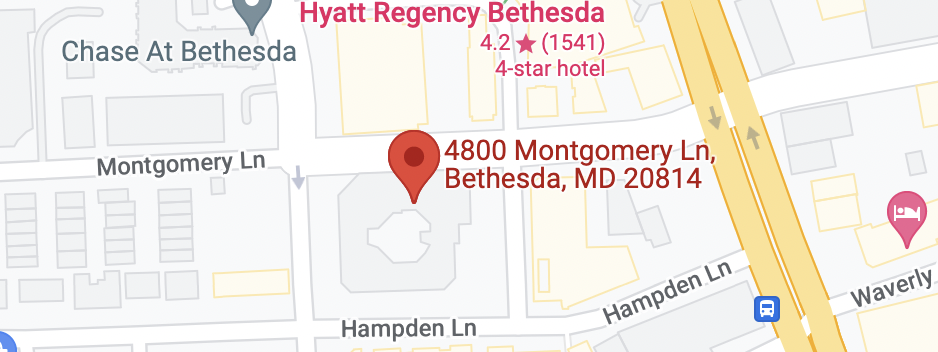 Hyatt Regency Bethesda
4.2 ★ (1541)
4-star hotel
Chase At Bethesda
Montgomery Ln
4800 Montgomery Ln,
Bethesda, MD 20814
Hampden Ln
Hampden Ln
Waverly